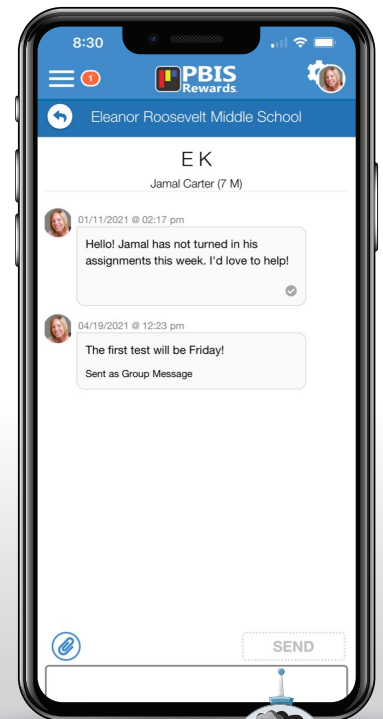 8:30
1
PBIS
Rewards
Eleanor Roosevelt Middle School
E K
Jamal Carter (7 M)
01/11/2021 @ 02:17 pm
Hello! Jamal has not turned in his
assignments this week. I'd love to help!
04/19/2021 @ 12:23 pm
The first test will be Friday!
Sent as Group Message
SEND